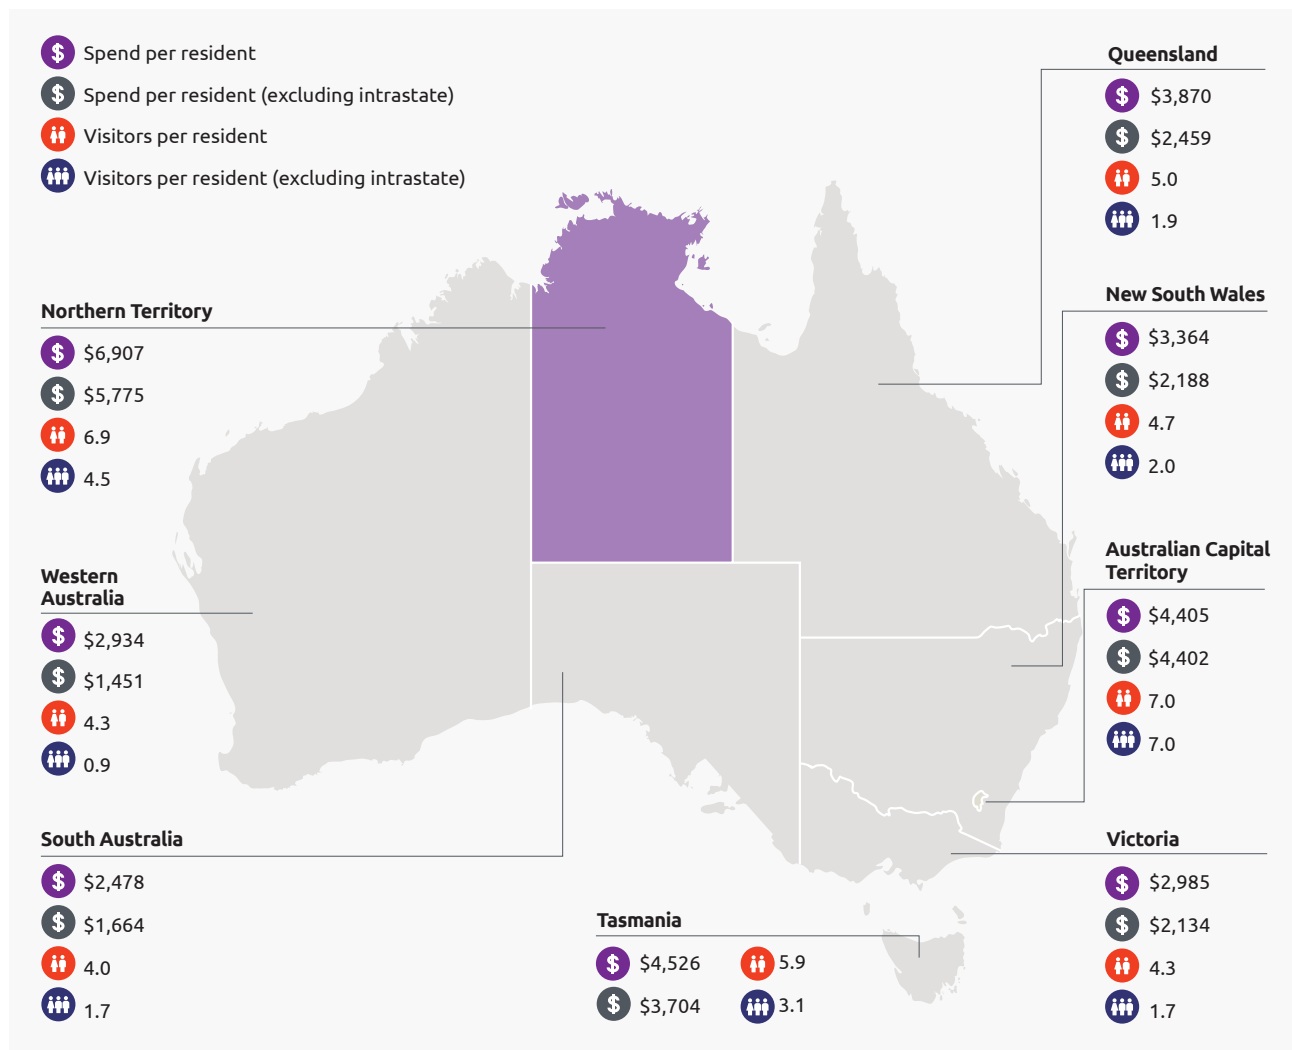 Spend per resident
Spend per resident (excluding intrastate)
Visitors per resident
Visitors per resident (excluding intrastate)
Queensland
$3,870
$2,459
5.0
1.9
Northern Territory
$6,907
$5,775
6.9
4.5
New South Wales
$3,364
$2,188
4.7
2.0
Western
Australia
$2,934
$1,451
4.3
0.9
Australian Capital
Territory
$4,405
$4,402
7.0
7.0
South Australia
$2,478
$1,664
4.0
1.7
Tasmania
$4,526
5.9
$3,704
3.1
Victoria
$2,985
$2,134
4.3
1.7